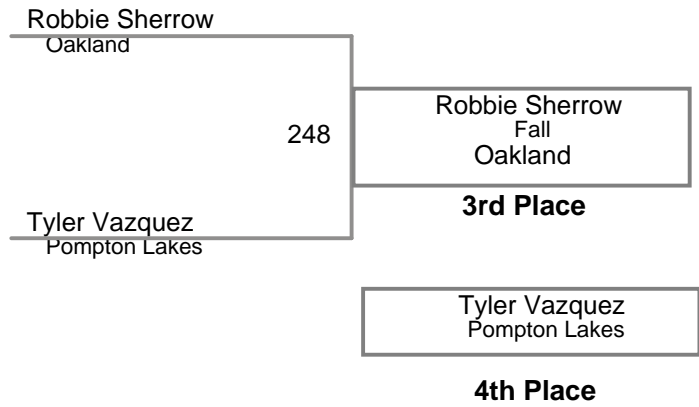 Robbie Sherrow
Oakland
248
Robbie Sherrow
Fall
Oakland
3rd Place
Tyler Vazquez
Pompton Lakes
Tyler Vazquez
Pompton Lakes
4th Place